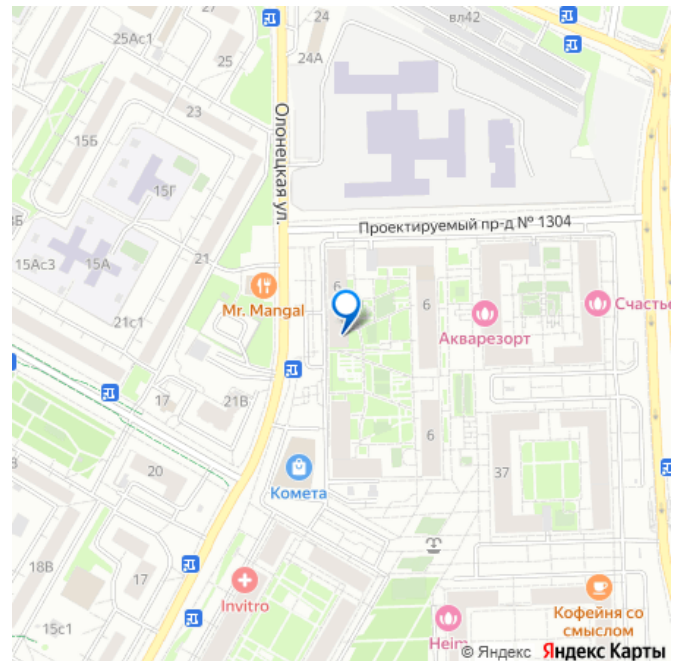 24
вл42
25Ас1
25
24А
23
15Б
Олонецкая ул.
15Г
Проектируемый пр-д № 1304
15Ас3
15А
21
6
6
Mr. Mangal
Счастье
21с1
Акварезорт
17
21В
6
20
37
Комета
18В
17
Invitro
15с1
Heim
Кофейня со
смыслом
© Яндекс Яндекс Карты